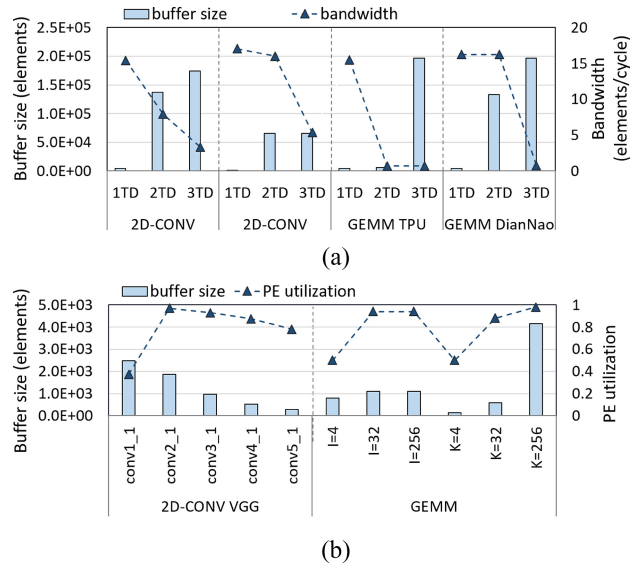 buffer size bandwidth
Buffer size (elements)
2.5E+05
2.0E+05
1.5E+05
1.0E+05
5.0E+04
0.0E+00
20
15
10
5
0
Bandwidth
(elements/cycle)
1TD 2TD 3TD 1TD 2TD 3TD 1TD 2TD 3TD 1TD 2TD 3TD
2D-CONV 2D-CONV GEMM TPU GEMM DianNao
(a)
buffer size PE utilization
Buffer size (elements)
5.0E+03
4.0E+03
3.0E+03
2.0E+03
1.0E+03
0.0E+00
1
0.8
0.6
0.4
0.2
0
PE utilization
conv1_1
conv2_1
conv3_1
conv4_1
conv5_1
I=4
I=32
I=256
K=4
K=32
K=256
2D-CONV VGG GEMM
(b)